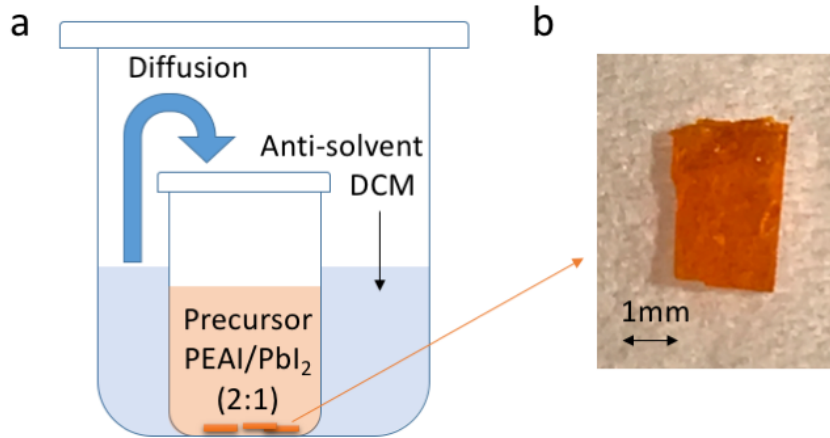 a
Diffusion
Anti-solvent
DCM
Precursor
PEAI/PbI₂
(2:1)
b
1mm